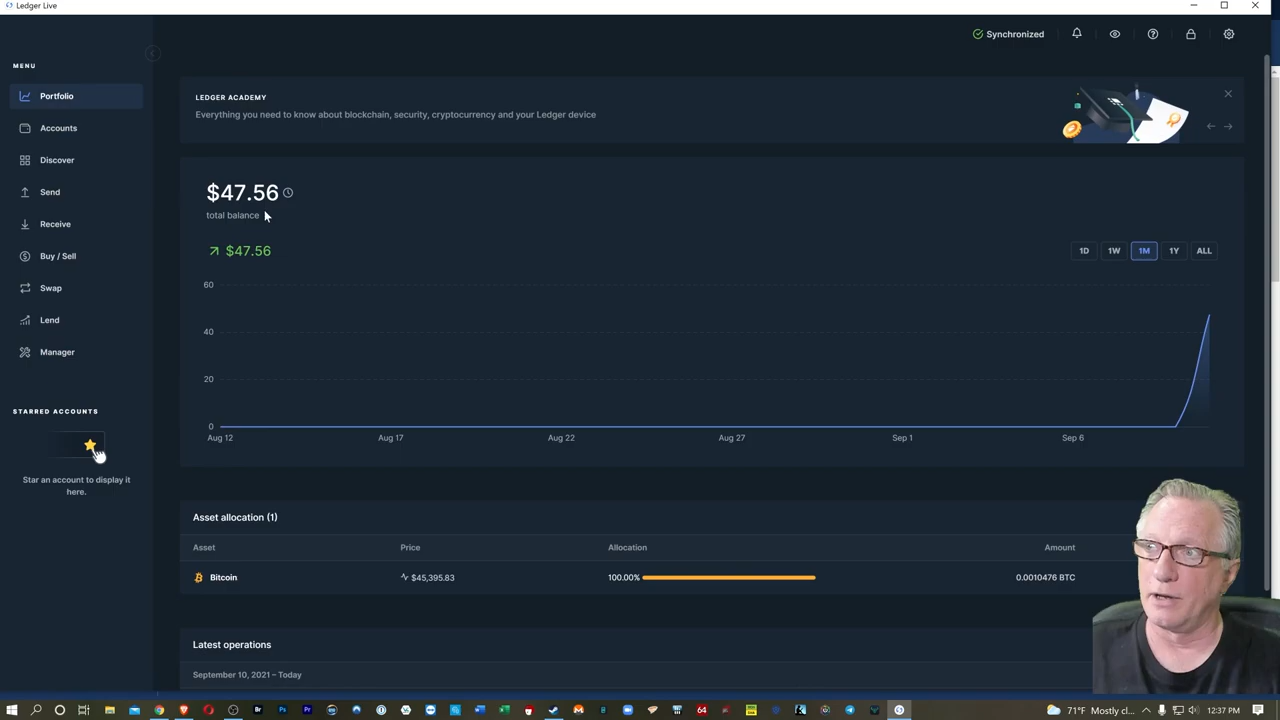 Ledger Live
Synchronized
MENU
Portfolio
Accounts
Discover
Send
Receive
Buy / Sell
Swap
Lend
Manager
STARRED ACCOUNTS
Star an account to display it
here.
LEDGER ACADEMY
Everything you need to know about blockchain, security, cryptocurrency and your Ledger device
$47.56
total balance
$47.56
1D 1W 1M 1Y ALL
60
40
20
0
Aug 12 Aug 17 Aug 22 Aug 27 Sep 1 Sep 6
Asset allocation (1)
Asset Price Allocation Amount
Bitcoin $45,395.83 100.00% 0.0010476 BTC
Latest operations
September 10, 2021 – Today
71°F Mostly cl... 12:37 PM